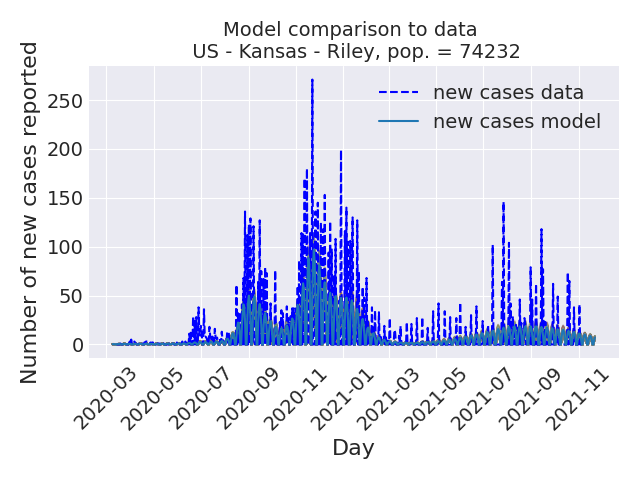 Model comparison to data
US - Kansas - Riley, pop. = 74232
Number of new cases reported
250
200
150
100
50
0
new cases data
new cases model
2020-03
2020-05
2020-07
2020-09
2020-11
2021-01
2021-03
2021-05
2021-07
2021-09
2021-11
Day